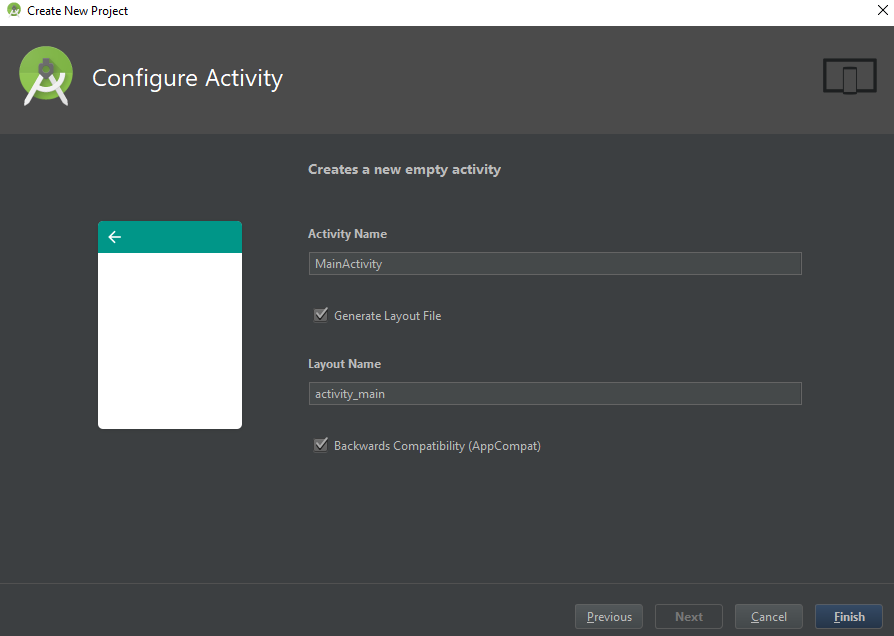 Create New Project
Configure Activity
Creates a new empty activity
Activity Name
MainActivity
Generate Layout File
Layout Name
activity_main
Backwards Compatibility (AppCompat)
Previous Next Cancel Finish